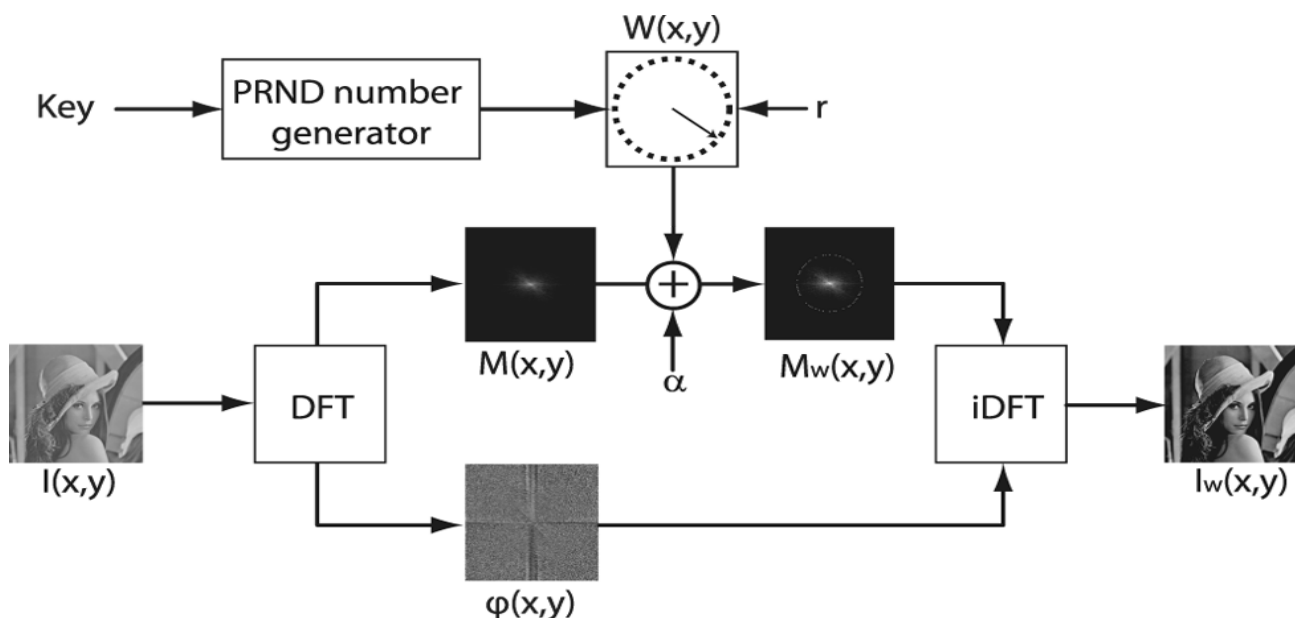 W(x,y)
Key
PRND number
generator
r
M(x,y)
α
Mw(x,y)
DFT
iDFT
I(x,y)
Iw(x,y)
φ(x,y)